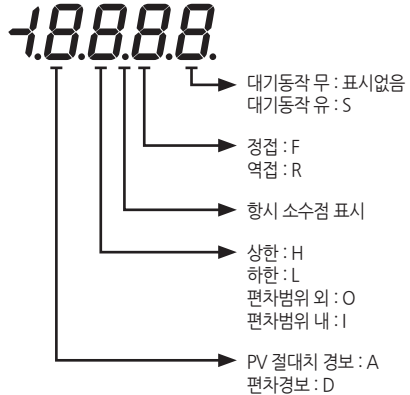 -1.8.8.8.8.
대기동작 무 : 표시없음
대기동작 유 : S
정접 : F
역접 : R
항시 소수점 표시
상한 : H
하한 : L
편차범위 외 : O
편차범위 내 : I
PV 절대치 경보 : A
편차경보 : D